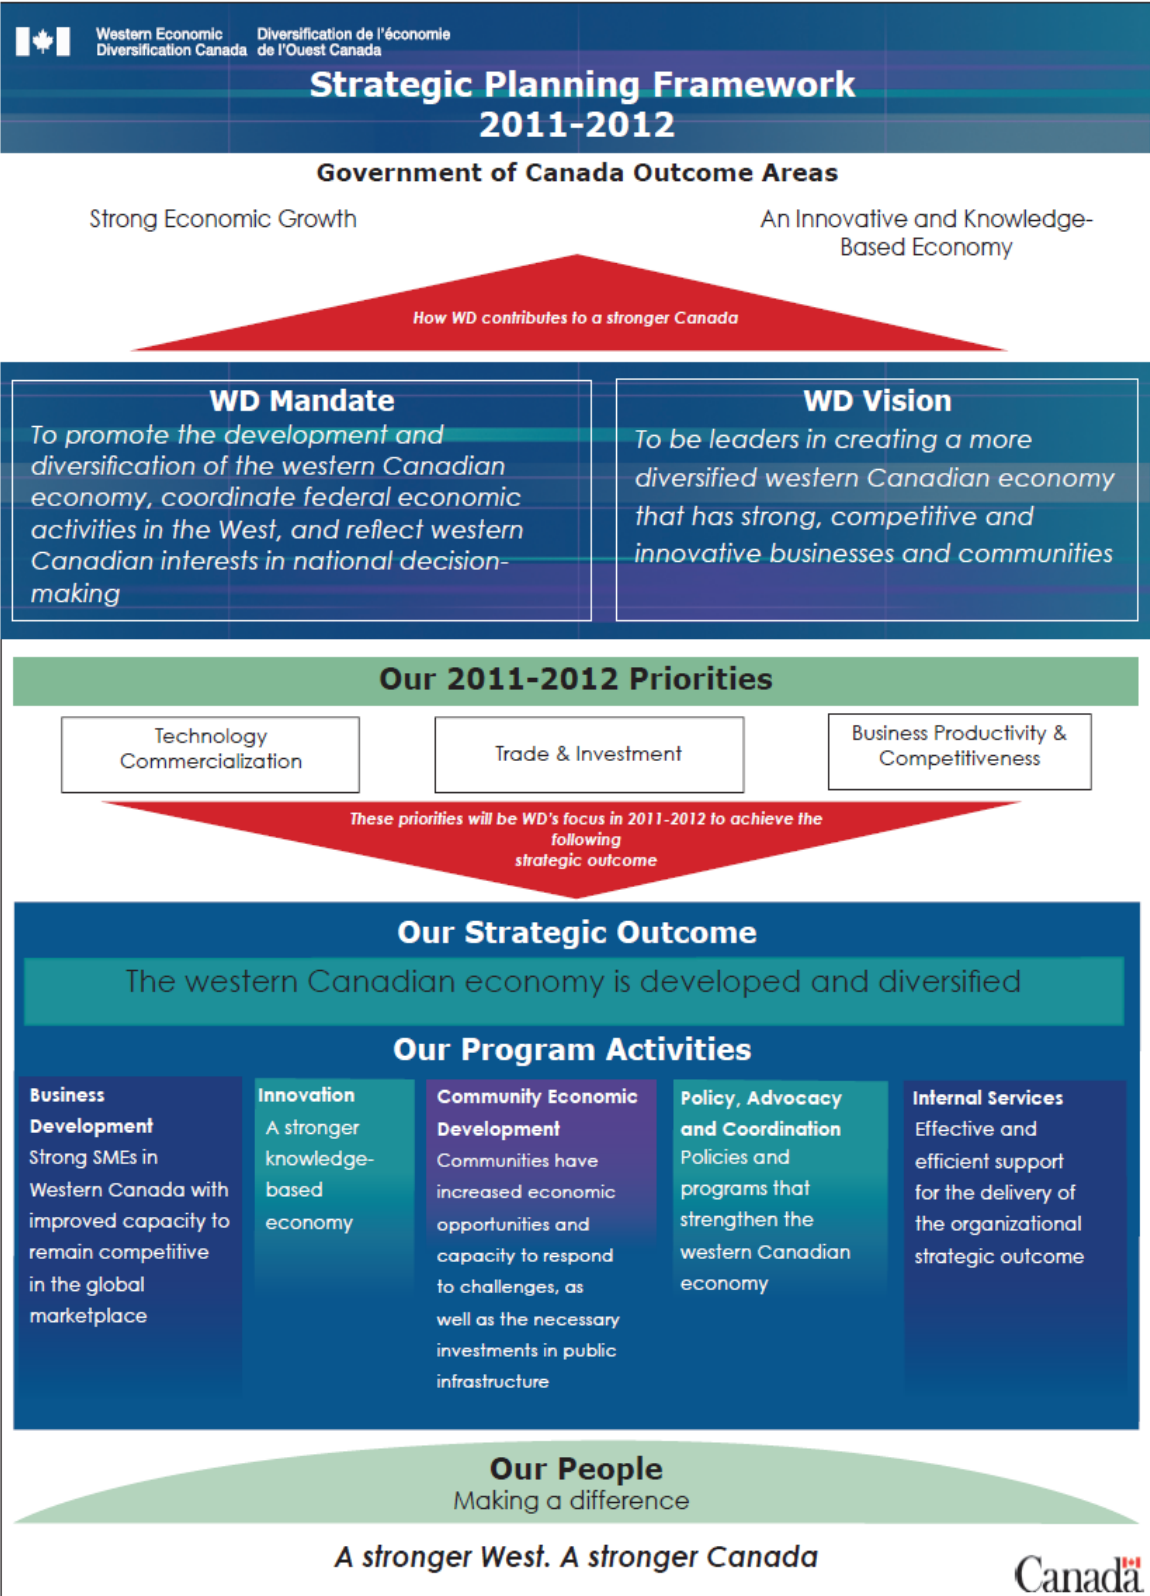 Western Economic Diversification de l'économie
Diversification Canada de l'Ouest Canada
Strategic Planning Framework
2011-2012
Government of Canada Outcome Areas
Strong Economic Growth
An Innovative and Knowledge-
Based Economy
How WD contributes to a stronger Canada
WD Mandate
To promote the development and
diversification of the western Canadian
economy, coordinate federal economic
activities in the West, and reflect western
Canadian interests in national decision-
making
WD Vision
To be leaders in creating a more
diversified western Canadian economy
that has strong, competitive and
innovative businesses and communities
Our 2011-2012 Priorities
Technology
Commercialization
Trade & Investment
Business Productivity &
Competitiveness
These priorities will be WD's focus in 2011-2012 to achieve the
following
strategic outcome
Our Strategic Outcome
The western Canadian economy is developed and diversified
Our Program Activities
Business
Development
Strong SMEs in
Western Canada with
improved capacity to
remain competitive
in the global
marketplace
Innovation
A stronger
knowledge-
based
economy
Community Economic
Development
Communities have
increased economic
opportunities and
capacity to respond
to challenges, as
well as the necessary
investments in public
infrastructure
Policy, Advocacy
and Coordination
Policies and
programs that
strengthen the
western Canadian
economy
Internal Services
Effective and
efficient support
for the delivery of
the organizational
strategic outcome
Our People
Making a difference
A stronger West. A stronger Canada
Canada